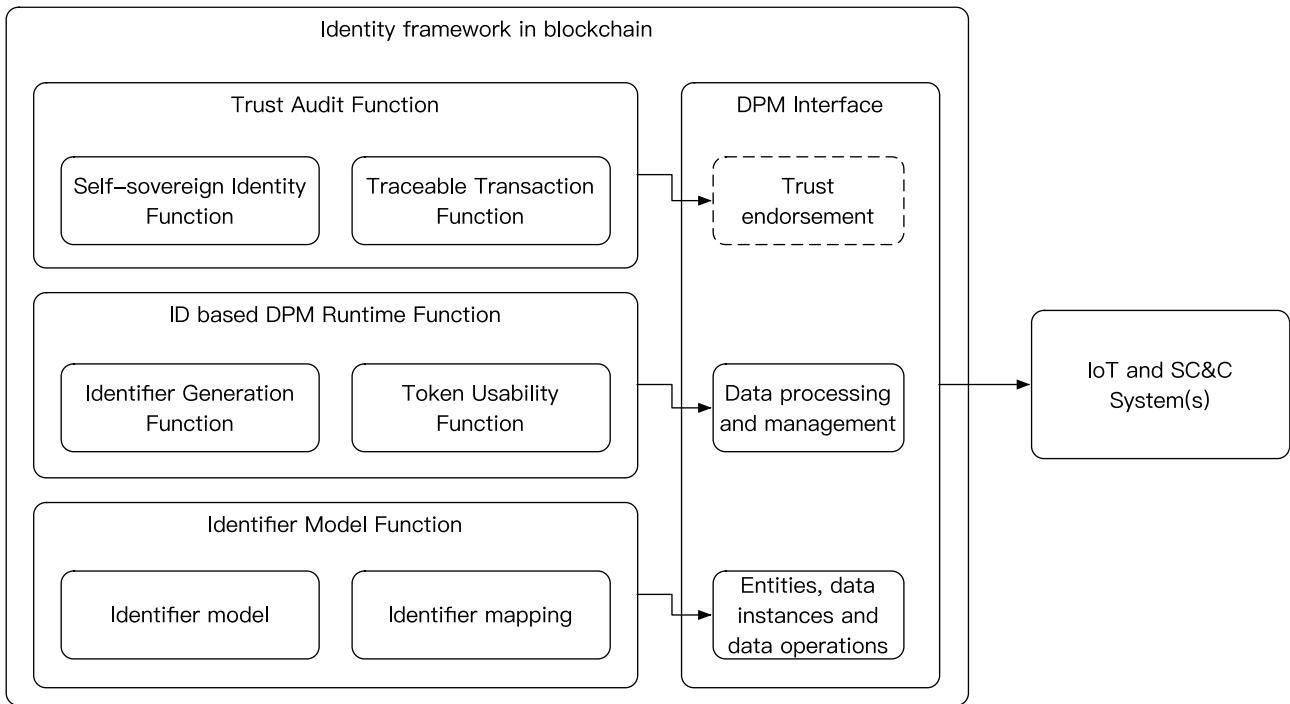 Identity framework in blockchain
Trust Audit Function
Self-sovereign Identity
Function
Traceable Transaction
Function
DPM Interface
Trust
endorsement
ID based DPM Runtime Function
Identifier Generation
Function
Token Usability
Function
Data processing
and management
Identifier Model Function
Identifier model
Identifier mapping
Entities, data
instances and
data operations
IoT and SC&C
System(s)